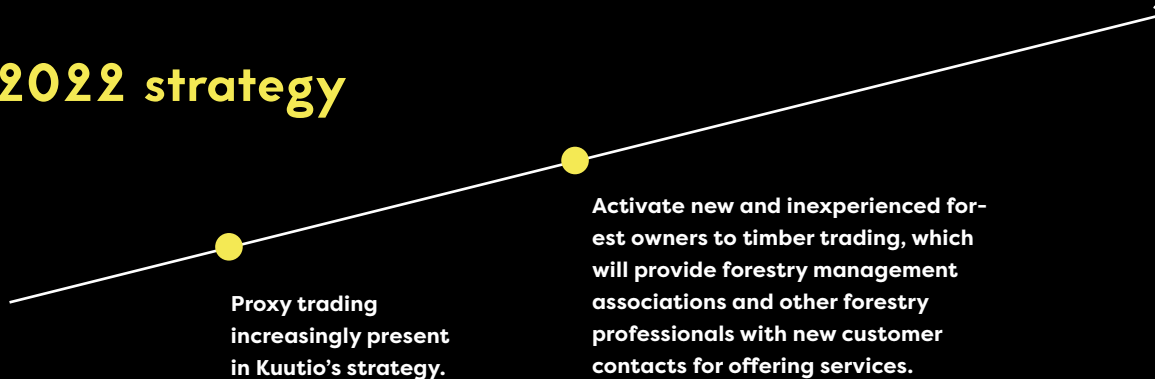 2022 strategy
Proxy trading
increasingly present
in Kuutio’s strategy.
Activate new and inexperienced for-
est owners to timber trading, which
will provide forestry management
associations and other forestry
professionals with new customer
contacts for offering services.